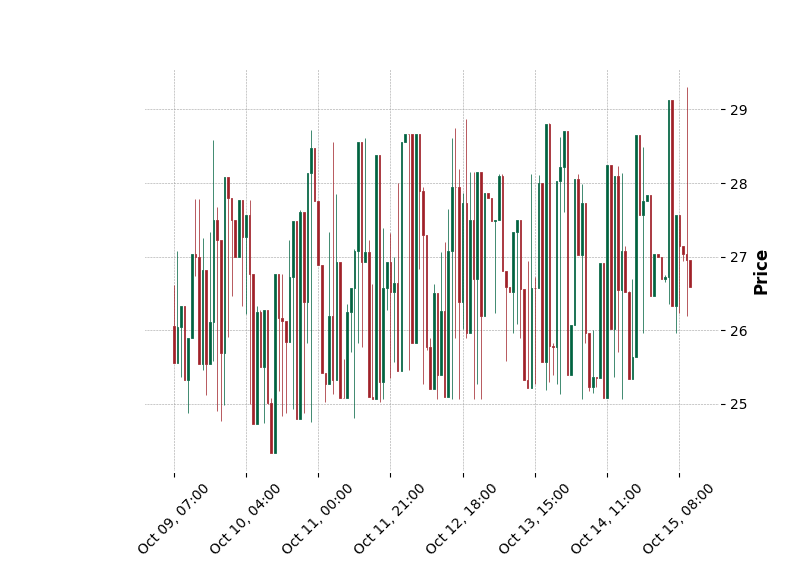 29
28
27
26
25
Price
Oct 09, 07:00
Oct 10, 04:00
Oct 11, 00:00
Oct 11, 21:00
Oct 12, 18:00
Oct 13, 15:00
Oct 14, 11:00
Oct 15, 08:00